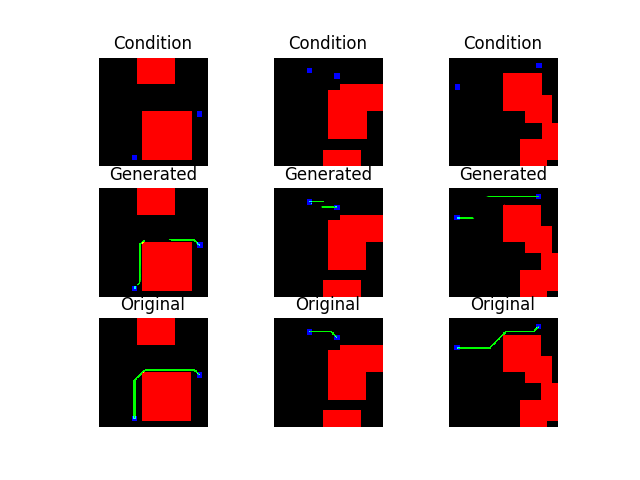 Condition Condition Condition
Generated Generated Generated
Original Original Original